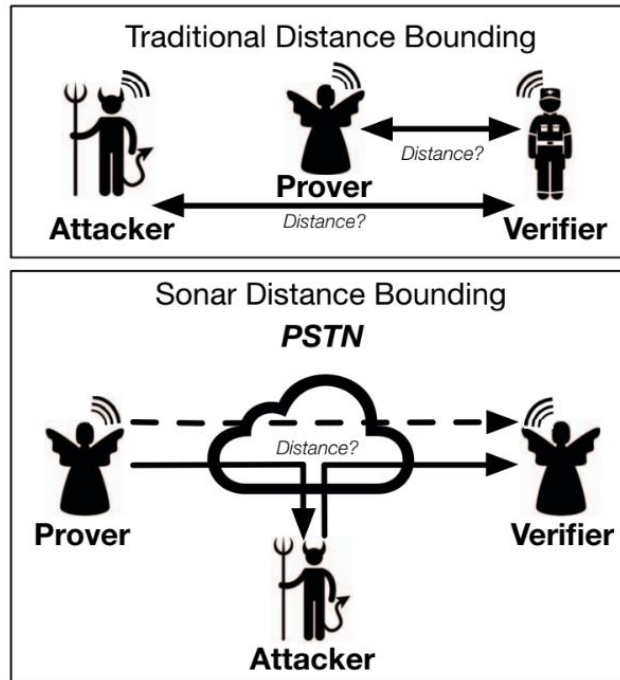 Traditional Distance Bounding
Distance?
Prover
Attacker
Distance?
Verifier
Sonar Distance Bounding
PSTN
Distance?
Prover
Verifier
Attacker